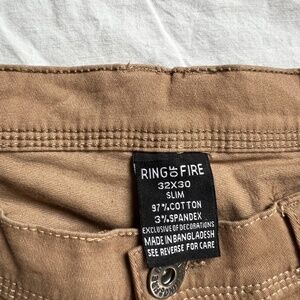 RING OF FIRE
32X30
SLIM
97%COTTON
3%SPANDEX
EXCLUSIVE OF DECORATIONS
MADE IN BANGLADESH
SEE REVERSE FOR CARE